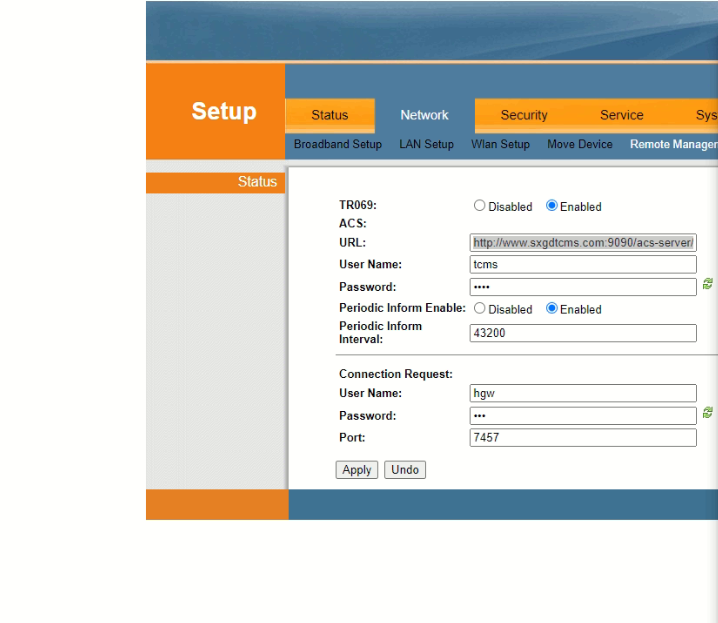 Setup
Status Network Security Service Sys
Broadband Setup LAN Setup Wlan Setup Move Device Remote Manager
Status
TR069: Disabled Enabled
ACS:
URL: http://www.sxgdtcms.com:9090/acs-server/
User Name: tcms
Password: ••••
Periodic Inform Enable: Disabled Enabled
Periodic Inform
Interval: 43200
Connection Request:
User Name: hgw
Password: •••
Port: 7457
Apply Undo